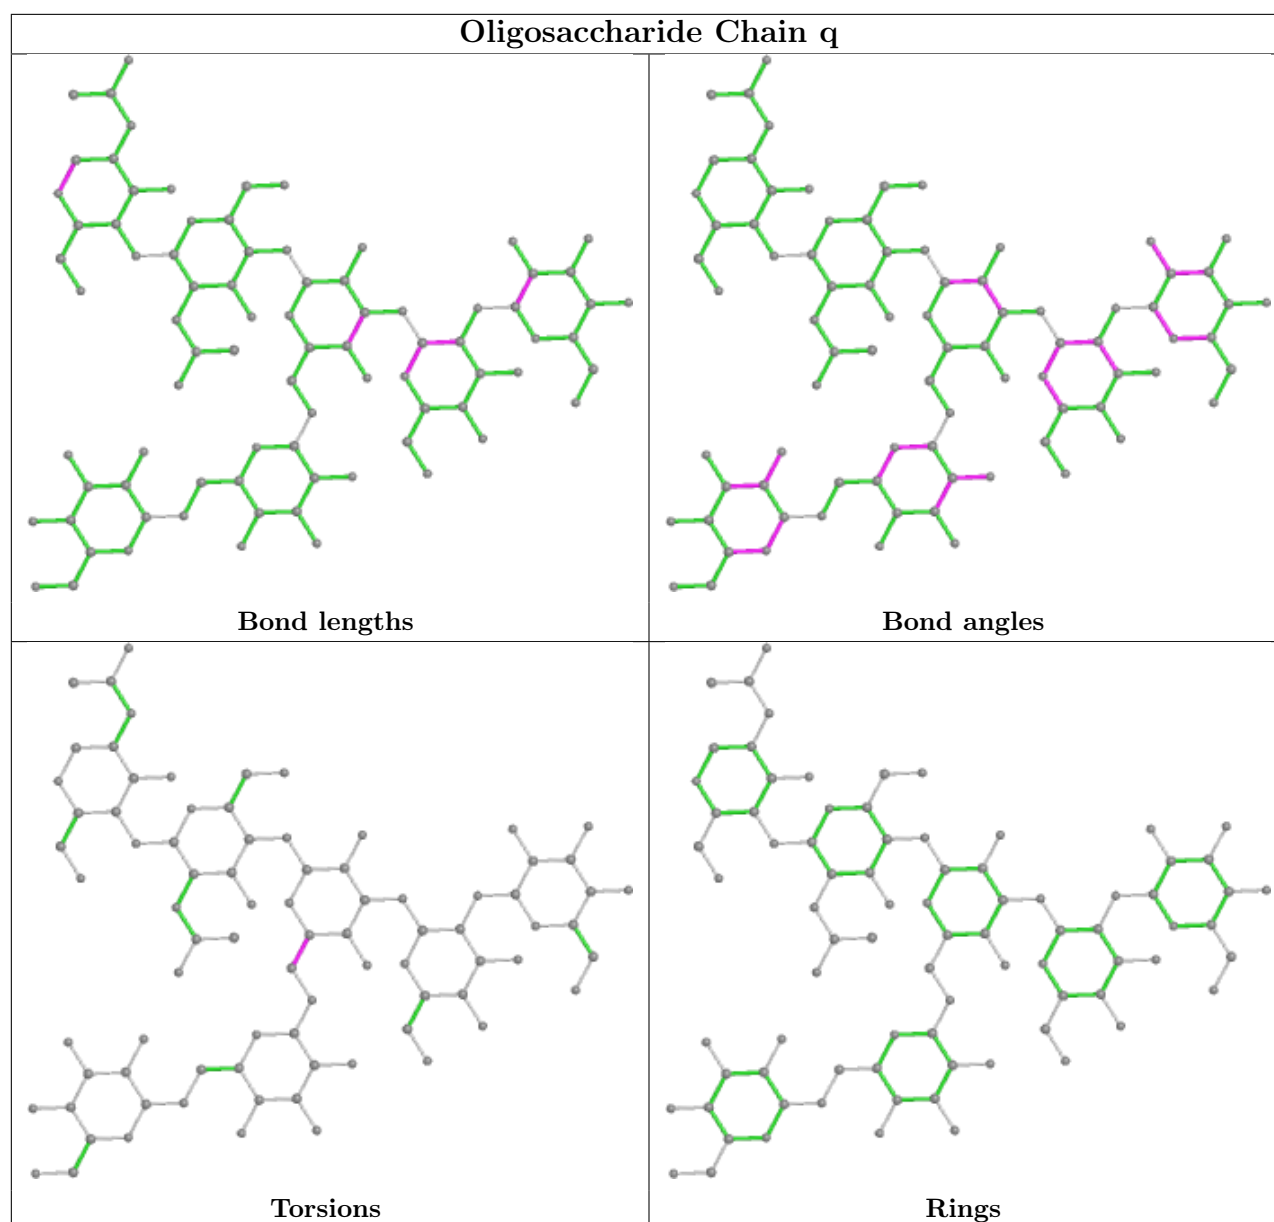 Oligosaccharide Chain q
Bond lengths
Bond angles
Torsions
Rings